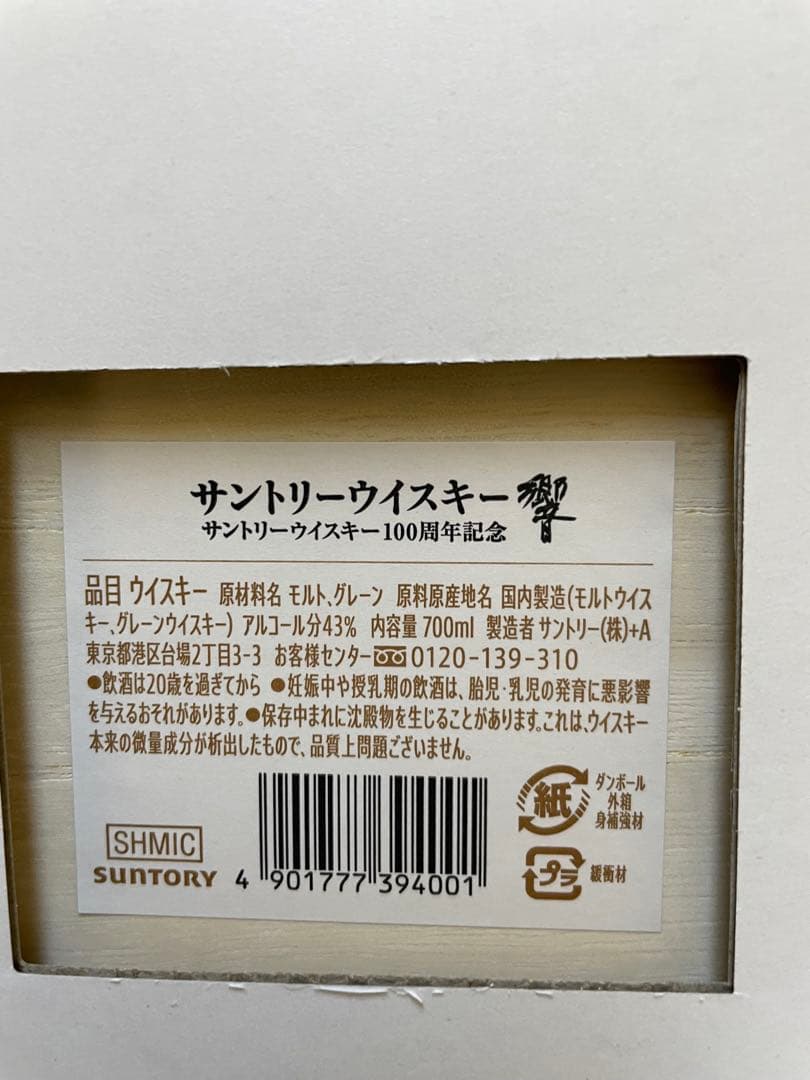 サントリーウイスキー響
サントリーウイスキー100周年記念
品目 ウイスキー 原材料名 モルト、グレーン 原料原産地名 国内製造(モルトウイス
キー、グレーンウイスキー) アルコール分43% 内容量 700ml 製造者 サントリー(株)+A
東京都港区台場2丁目3-3 お客様センター 0120-139-310
●飲酒は20歳を過ぎてから ●妊娠中や授乳期の飲酒は、胎児・乳児の発育に悪影響
を与えるおそれがあります。●保存中まれに沈殿物を生じることがあります。これは、ウイスキー
本来の微量成分が析出したもので、品質上問題ございません。
SHMIC
SUNTORY
4 901777 394001
紙
ダンボール
外箱
身補強材
プラ
緩衝材